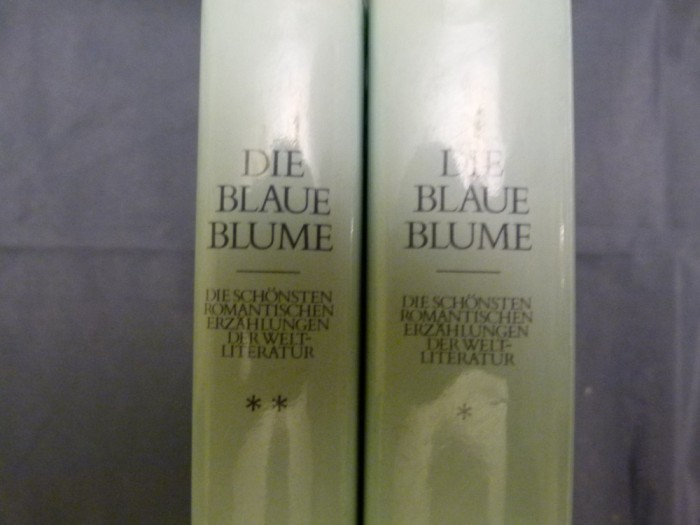 DIE
BLAUE
BLUME
DIE SCHÖNSTEN
ROMANTISCHEN
ERZÄHLUNGEN
DER WELT-
LITERATUR
* *
DIE
BLAUE
BLUME
DIE SCHÖNSTEN
ROMANTISCHEN
ERZÄHLUNGEN
DER WELT-
LITERATUR
*